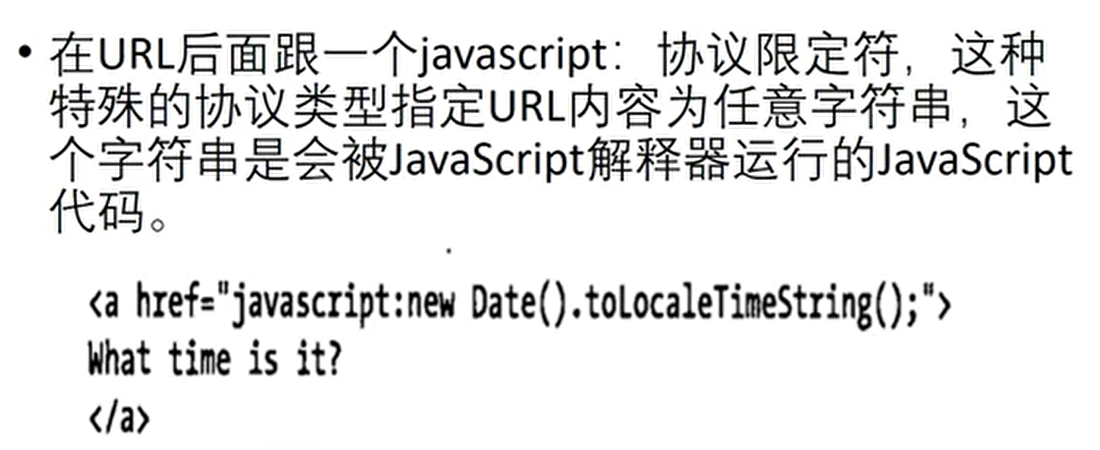 • 在URL后面跟一个javascript：协议限定符，这种
特殊的协议类型指定URL内容为任意字符串，这
个字符串是会被JavaScript解释器运行的JavaScript
代码。
<a href="javascript:new Date().toLocaleTimeString();">
What time is it?
</a>